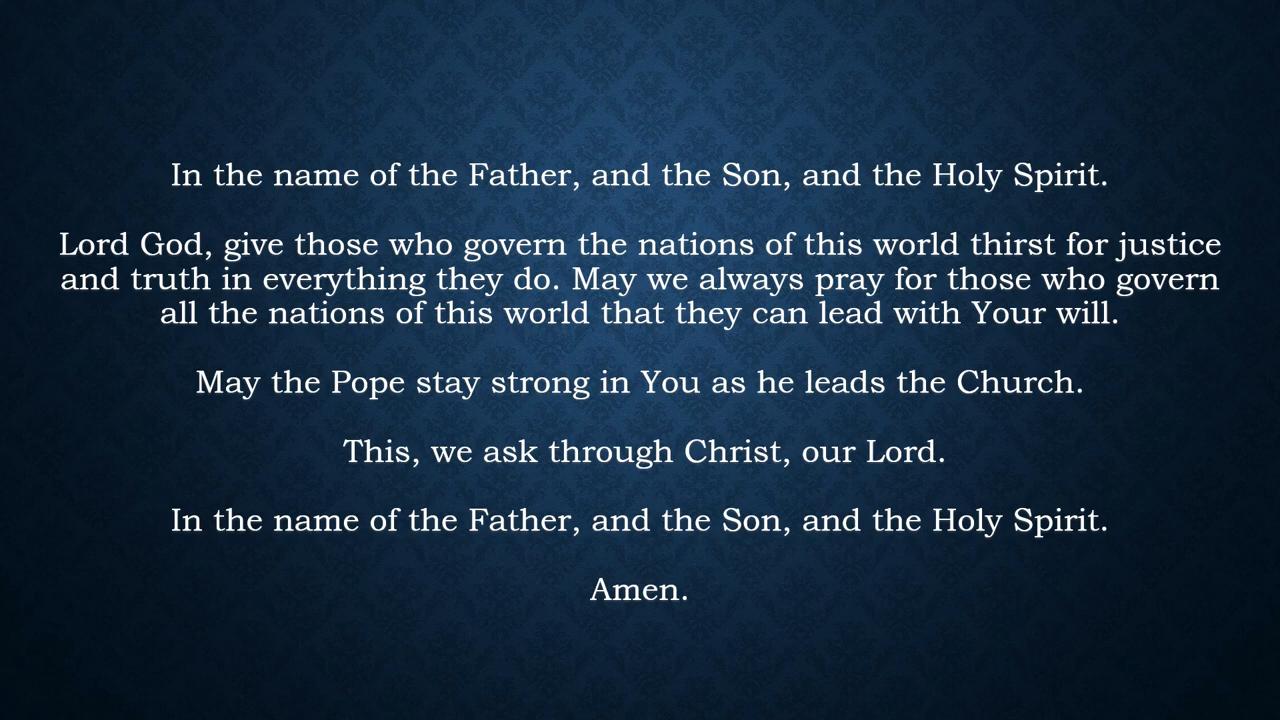 In the name of the Father, and the Son, and the Holy Spirit.
Lord God, give those who govern the nations of this world thirst for justice
and truth in everything they do. May we always pray for those who govern
all the nations of this world that they can lead with Your will.
May the Pope stay strong in You as he leads the Church.
This, we ask through Christ, our Lord.
In the name of the Father, and the Son, and the Holy Spirit.
Amen.